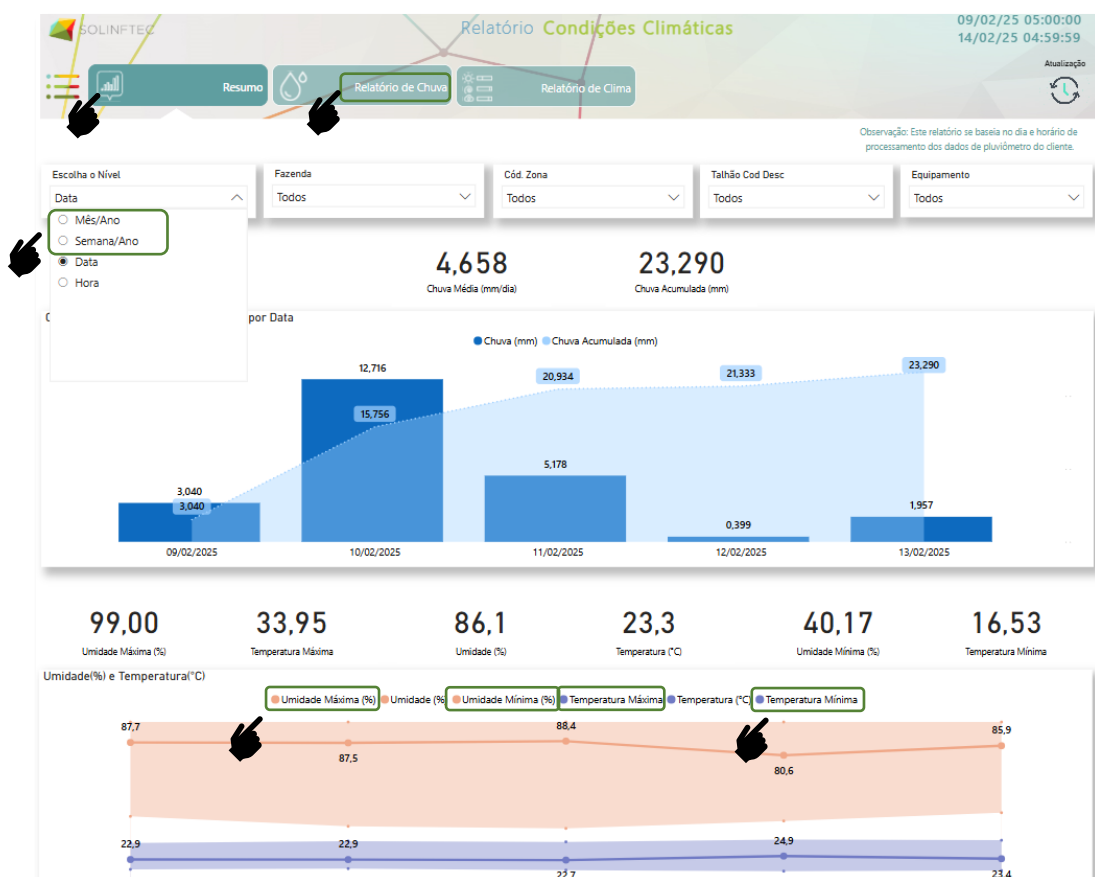 SOLINFTEC
Relatório Condições Climáticas
09/02/25 05:00:00
14/02/25 04:59:59
Atualização
Resumo
Relatório de Chuva
Relatório de Clima
Observação: Este relatório se baseia no dia e horário de
processamento dos dados de pluviômetro do cliente.
Escolha o Nível
Data
Mês/Ano
Semana/Ano
Data
Hora
Fazenda
Todos
Cód. Zona
Todos
Talhão Cod Desc
Todos
Equipamento
Todos
4,658
Chuva Média (mm/dia)
23,290
Chuva Acumulada (mm)
por Data
Chuva (mm) Chuva Acumulada (mm)
3,040
3,040
12,716
15,756
20,934
5,178
21,333
0,399
23,290
1,957
09/02/2025 10/02/2025 11/02/2025 12/02/2025 13/02/2025
99,00
Umidade Máxima (%)
33,95
Temperatura Máxima
86,1
Umidade (%)
23,3
Temperatura (°C)
40,17
Umidade Mínima (%)
16,53
Temperatura Mínima
Umidade(%) e Temperatura(°C)
Umidade Máxima (%) Umidade (% Umidade Mínima (%) Temperatura Máxima Temperatura (°C) Temperatura Mínima
87,7
87,5
88,4
80,6
85,9
22,9
22,9
22,7
24,9
23,4